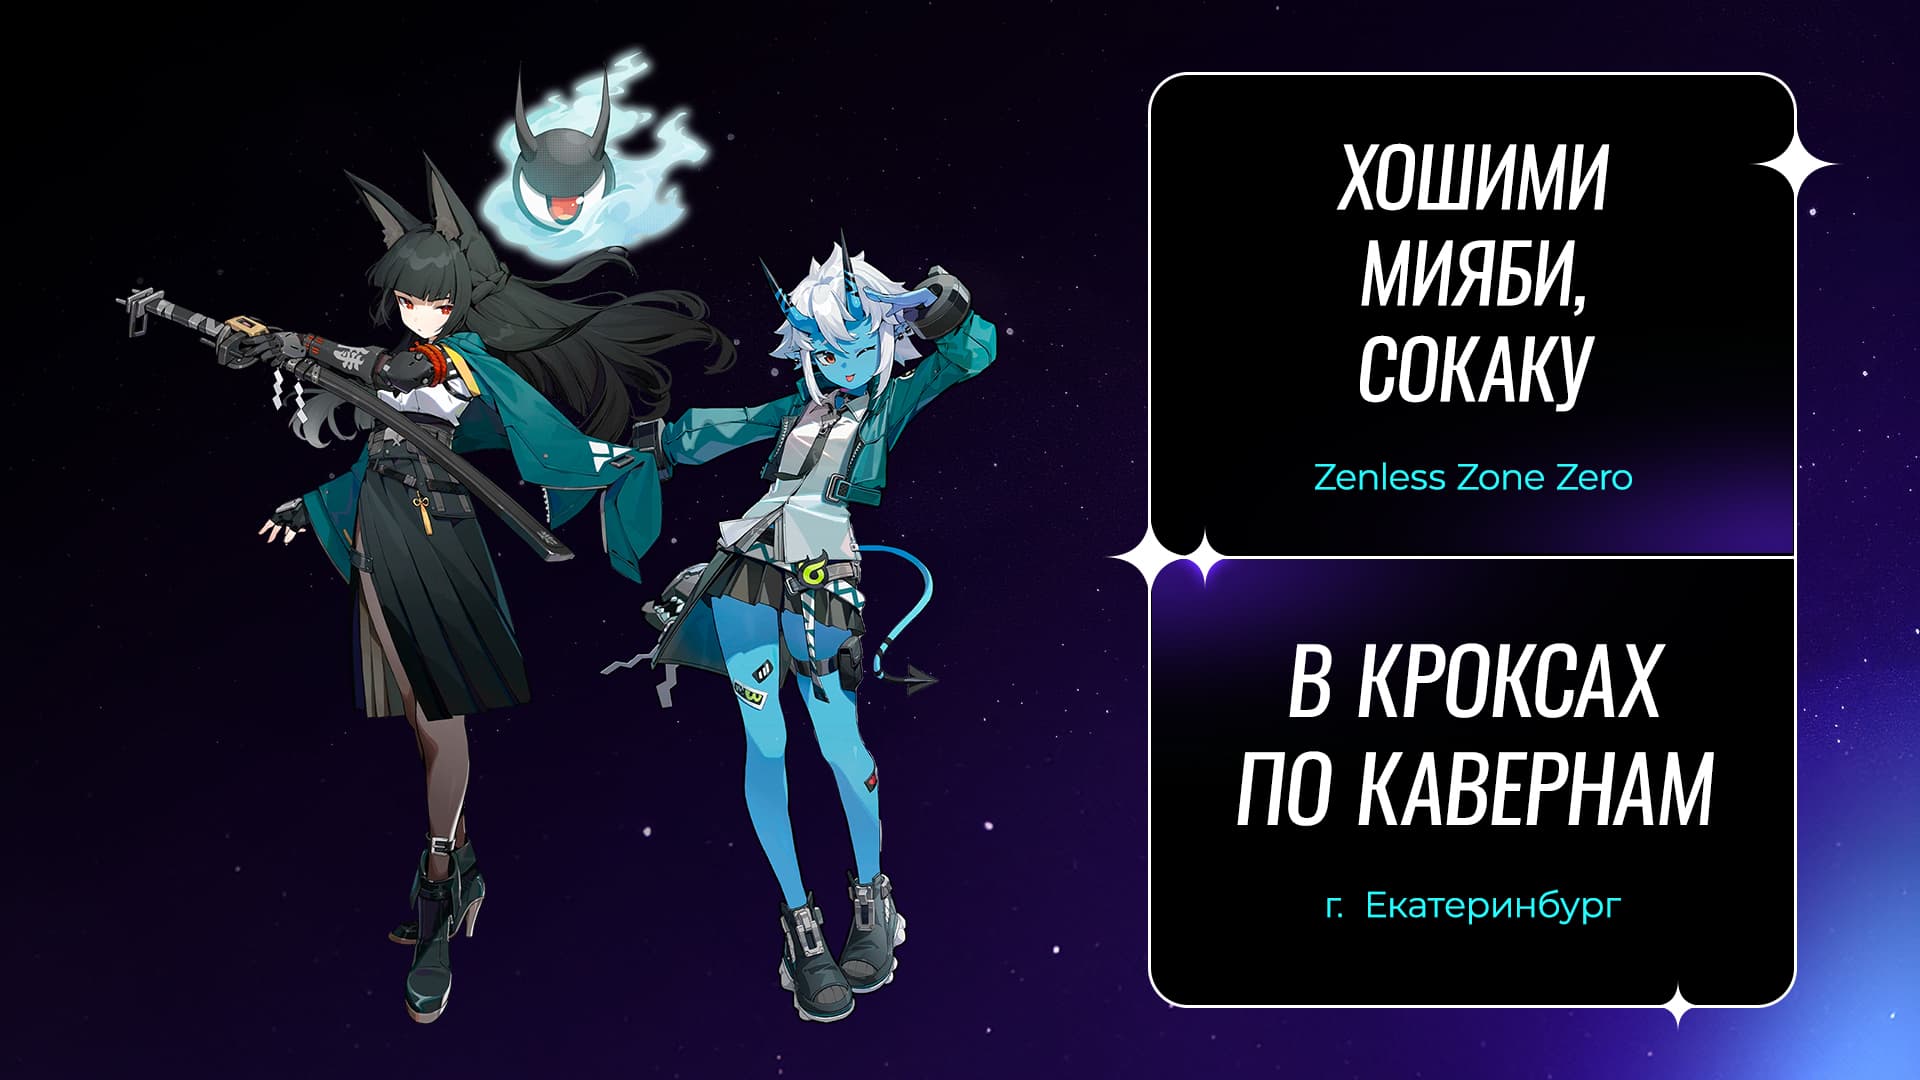 ХОШИМИ
МИЯБИ,
СОКАКУ
Zenless Zone Zero
В КРОКСАХ
ПО КАВЕРНАМ
г. Екатеринбург